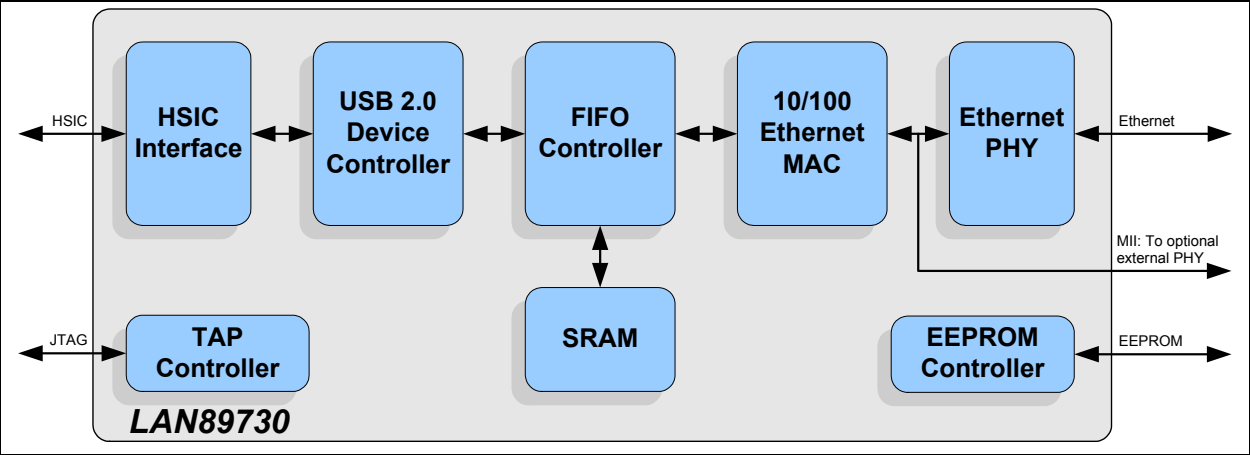 HSIC
HSIC
Interface
USB 2.0
Device
Controller
FIFO
Controller
10/100
Ethernet
MAC
Ethernet
PHY
Ethernet
MII: To optional
external PHY
JTAG
TAP
Controller
SRAM
EEPROM
Controller
EEPROM
LAN89730